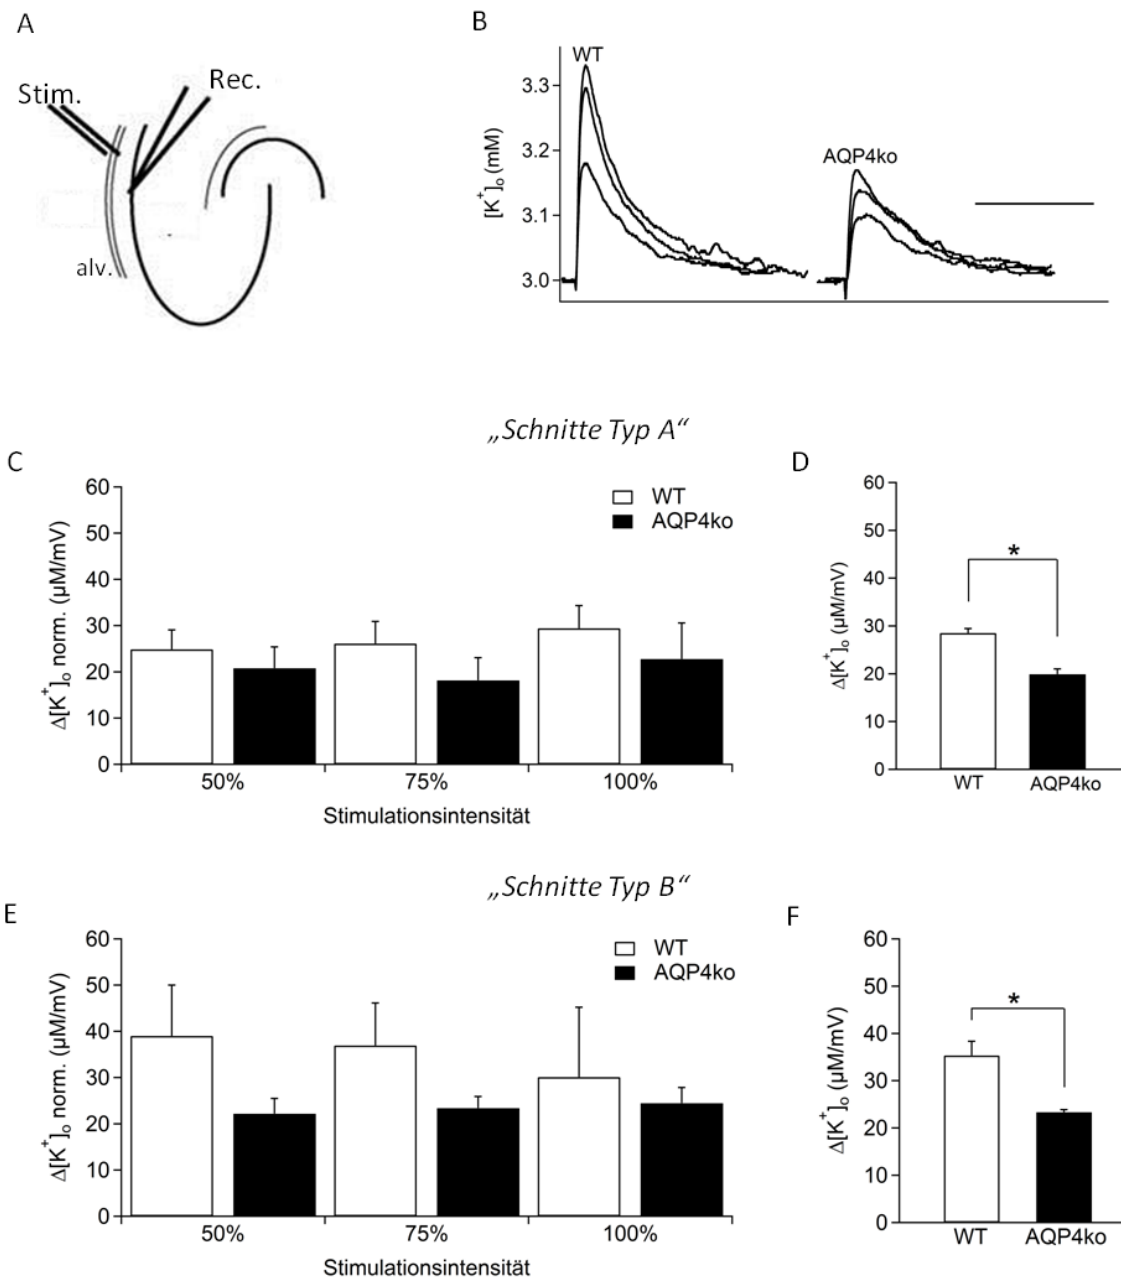 A
Stim.
Rec.
alv.
B
WT
AQP4ko
[K⁺]ₒ (mM)
3.3
3.2
3.1
3.0
„Schnitte Typ A“
C
Δ[K⁺]ₒ norm. (µM/mV)
60
50
40
30
20
10
0
WT
AQP4ko
50%
75%
100%
Stimulationsintensität
D
Δ[K⁺]ₒ (µM/mV)
60
50
40
30
20
10
0
*
WT
AQP4ko
„Schnitte Typ B“
E
Δ[K⁺]ₒ norm. (µM/mV)
60
50
40
30
20
10
0
WT
AQP4ko
50%
75%
100%
Stimulationsintensität
F
Δ[K⁺]ₒ (µM/mV)
60
50
40
30
20
10
0
*
WT
AQP4ko